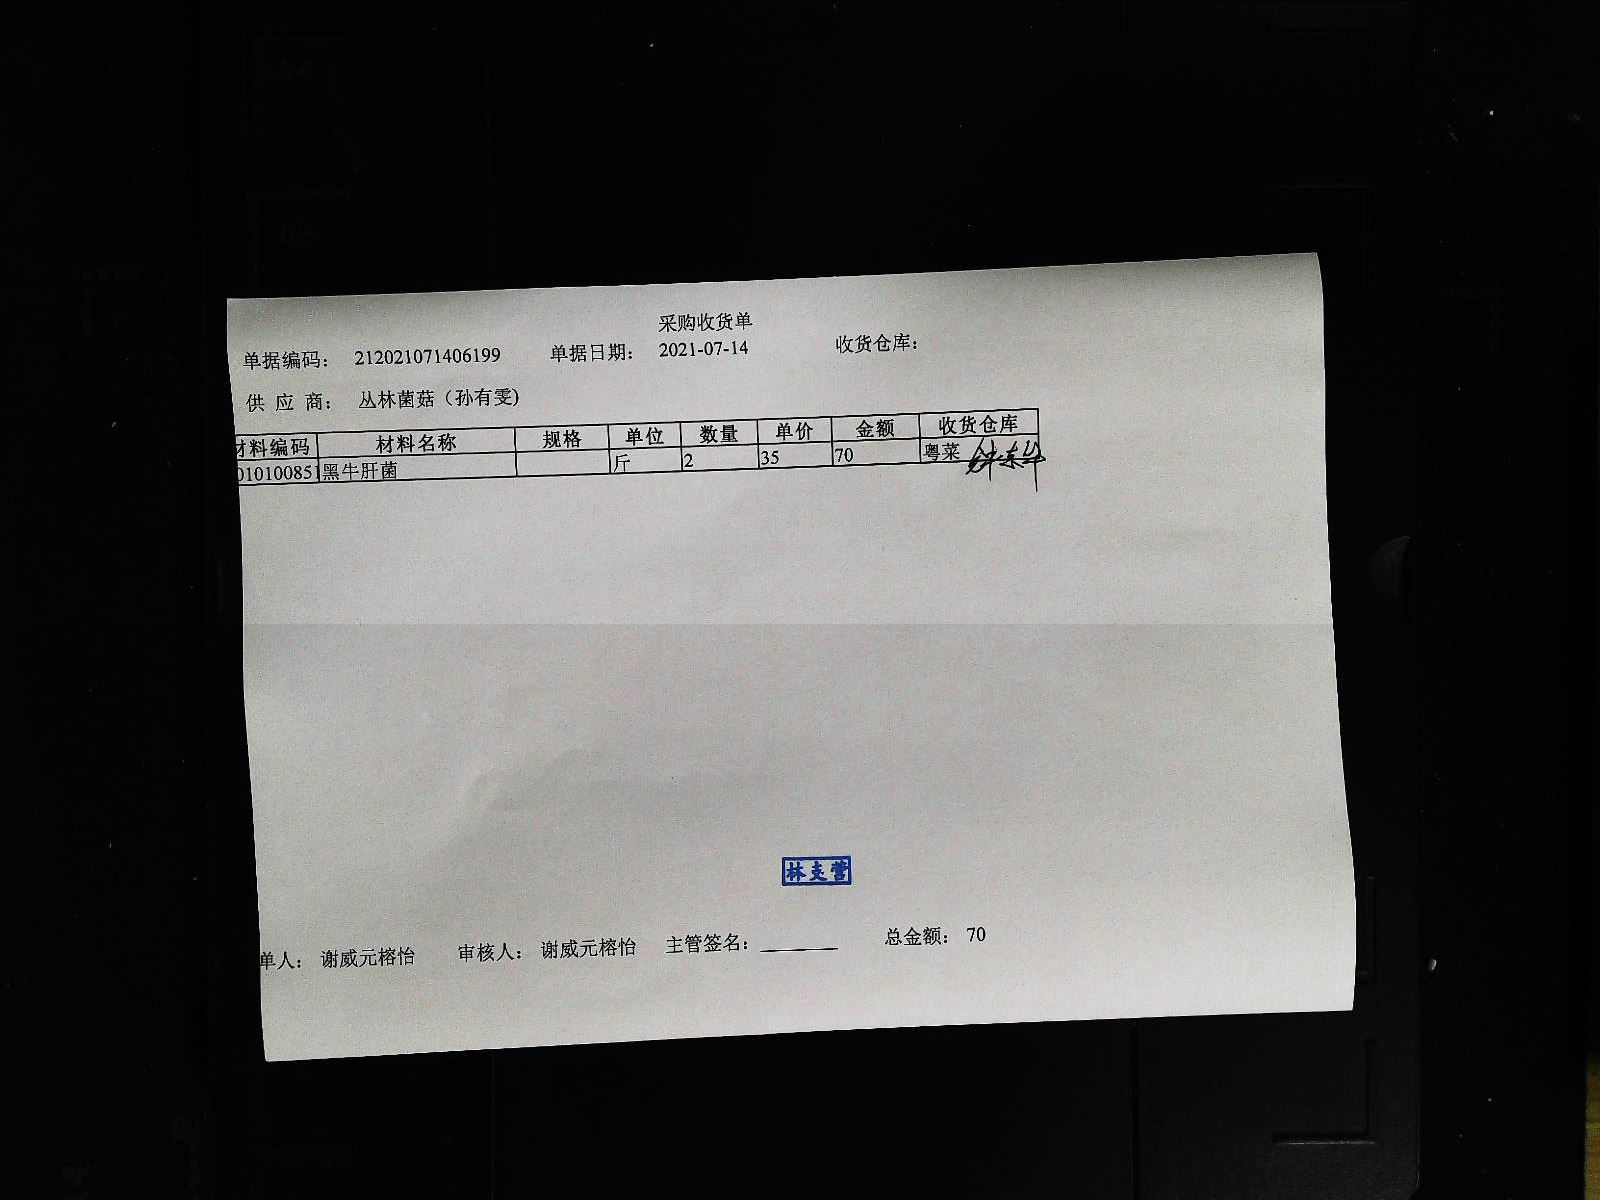 采购收货单
单据编码： 212021071406199 单据日期： 2021-07-14 收货仓库：
供 应 商： 丛林菌菇（孙有雯)
材料编码 材料名称 规格 单位 数量 单价 金额 收货仓库
010100851 黑牛肝菌 斤 2 35 70 粤菜
单人： 谢威元榕怡 审核人： 谢威元榕怡 主管签名：________ 总金额： 70